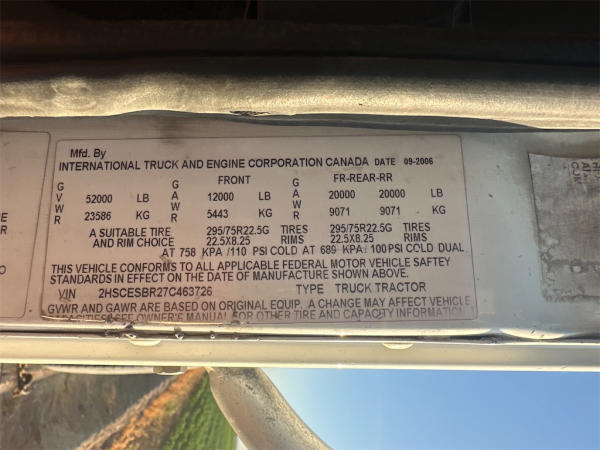 Mfd. By
INTERNATIONAL TRUCK AND ENGINE CORPORATION CANADA DATE 09-2006
G V W R 52000 LB 23586 KG
G A W R FRONT 12000 LB 5443 KG
G A W R FR-REAR-RR 20000 20000 LB 9071 9071 KG
A SUITABLE TIRE 295/75R22.5G TIRES 295/75R22.5G TIRES
AND RIM CHOICE 22.5X8.25 RIMS 22.5X8.25 RIMS
AT 758 KPA /110 PSI COLD AT 689 KPA / 100 PSI COLD DUAL
THIS VEHICLE CONFORMS TO ALL APPLICABLE FEDERAL MOTOR VEHICLE SAFTEY
STANDARDS IN EFFECT ON THE DATE OF MANUFACTURE SHOWN ABOVE.
VIN 2HSCESBR27C463726 TYPE TRUCK TRACTOR
GVWR AND GAWR ARE BASED ON ORIGINAL EQUIP. A CHANGE MAY AFFECT VEHICLE
CAPACITIES SEE OWNER'S MANUAL FOR OTHER TIRE AND CAPACITY INFORMATION